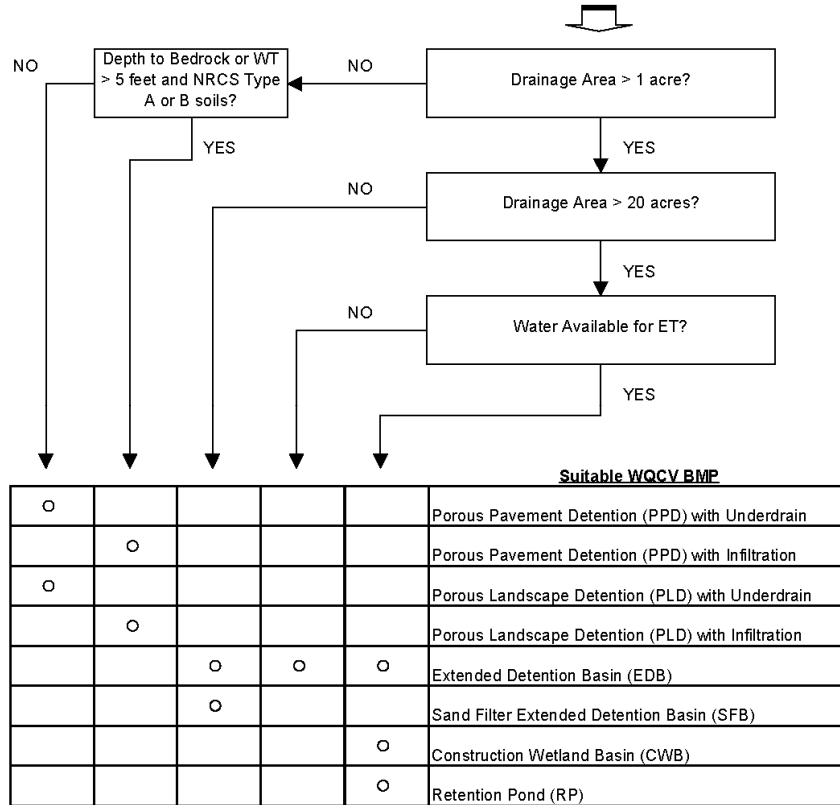 NO
Depth to Bedrock or WT
> 5 feet and NRCS Type
A or B soils?
NO
Drainage Area > 1 acre?
YES
YES
NO
Drainage Area > 20 acres?
YES
NO
Water Available for ET?
YES
Suitable WQCV BMP
Porous Pavement Detention (PPD) with Underdrain
Porous Pavement Detention (PPD) with Infiltration
Porous Landscape Detention (PLD) with Underdrain
Porous Landscape Detention (PLD) with Infiltration
Extended Detention Basin (EDB)
Sand Filter Extended Detention Basin (SFB)
Construction Wetland Basin (CWB)
Retention Pond (RP)